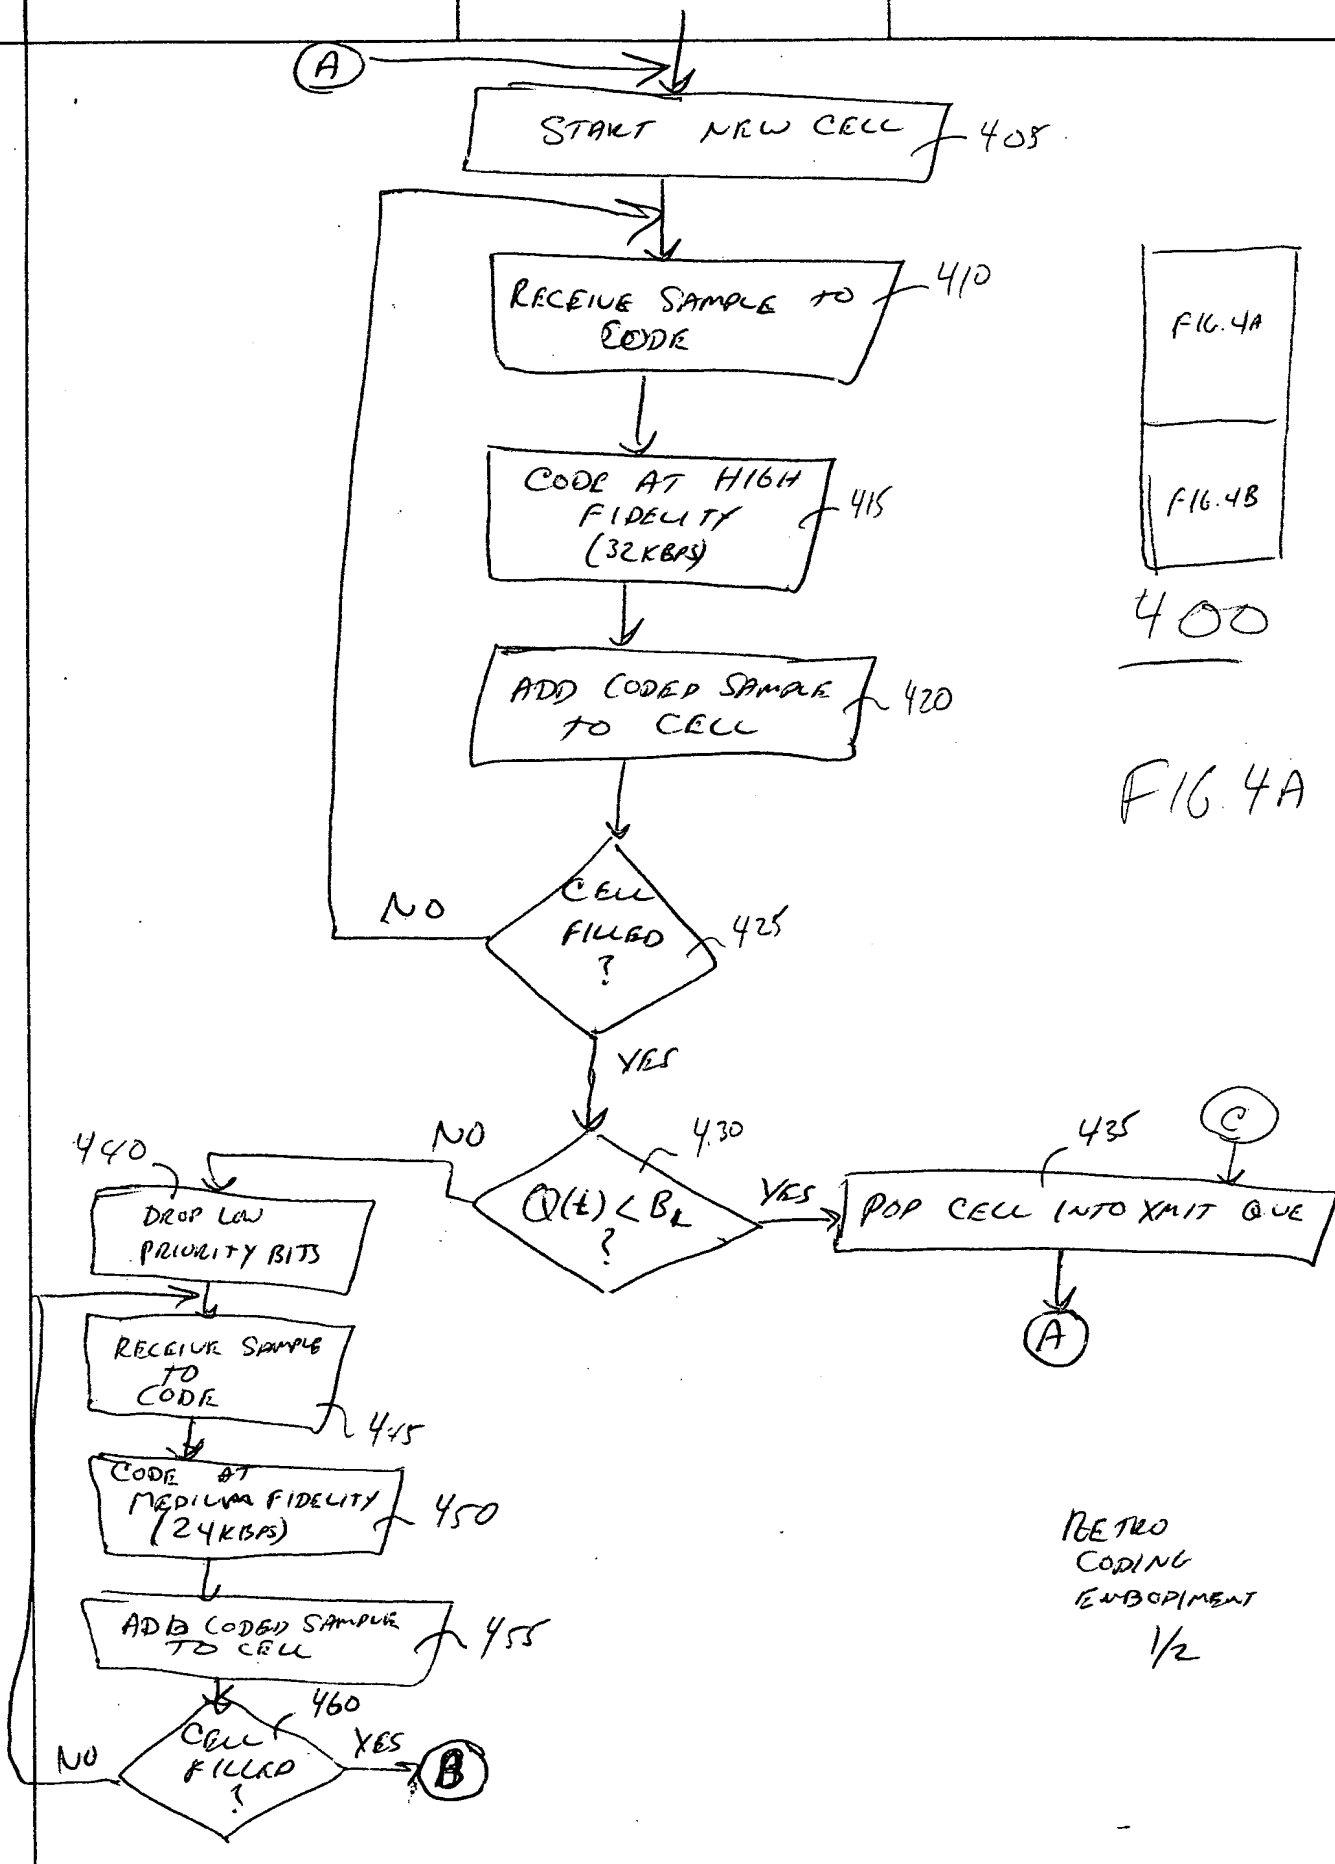 A
START NEW CELL
405
RECEIVE SAMPLE TO
CODE
410
FIG. 4A
CODE AT HIGH
FIDELITY
(32KBPS)
415
FIG. 4B
400
ADD CODED SAMPLE
TO CELL
420
FIG. 4A
CELL
FILLED
?
425
NO
YES
NO
430
Q(t) < BL
?
YES
435
C
POP CELL INTO XMIT QUE
A
440
DROP LOW
PRIORITY BITS
RECEIVE SAMPLE
TO
CODE
445
CODE AT
MEDIUM FIDELITY
(24KBPS)
450
RETRO
CODING
EMBODIMENT
1/2
ADD CODED SAMPLE
TO CELL
455
460
CELL
FILLED
?
NO
YES
B